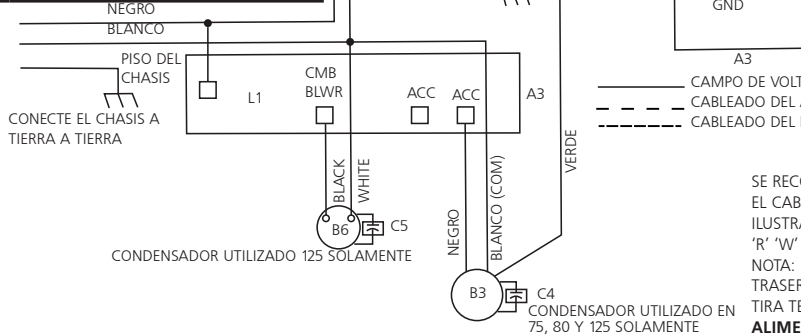 NEGRO
BLANCO
GND
PISO DEL
CHASIS
CONECTE EL CHASIS A
TIERRA A TIERRA
L1
CMB
BLWR
ACC
ACC
A3
A3
CAMPO DE VOLT
CABLEADO DEL
CABLEADO DEL
BLACK
WHITE
NEGRO
BLANCO (COM)
VERDE
B6
C5
CONDENSADOR UTILIZADO 125 SOLAMENTE
B3
C4
CONDENSADOR UTILIZADO EN
75, 80 Y 125 SOLAMENTE
SE RECO
EL CAB
ILUSTRA
'R' 'W'
NOTA:
TRASER
TIRA TE
ALIME